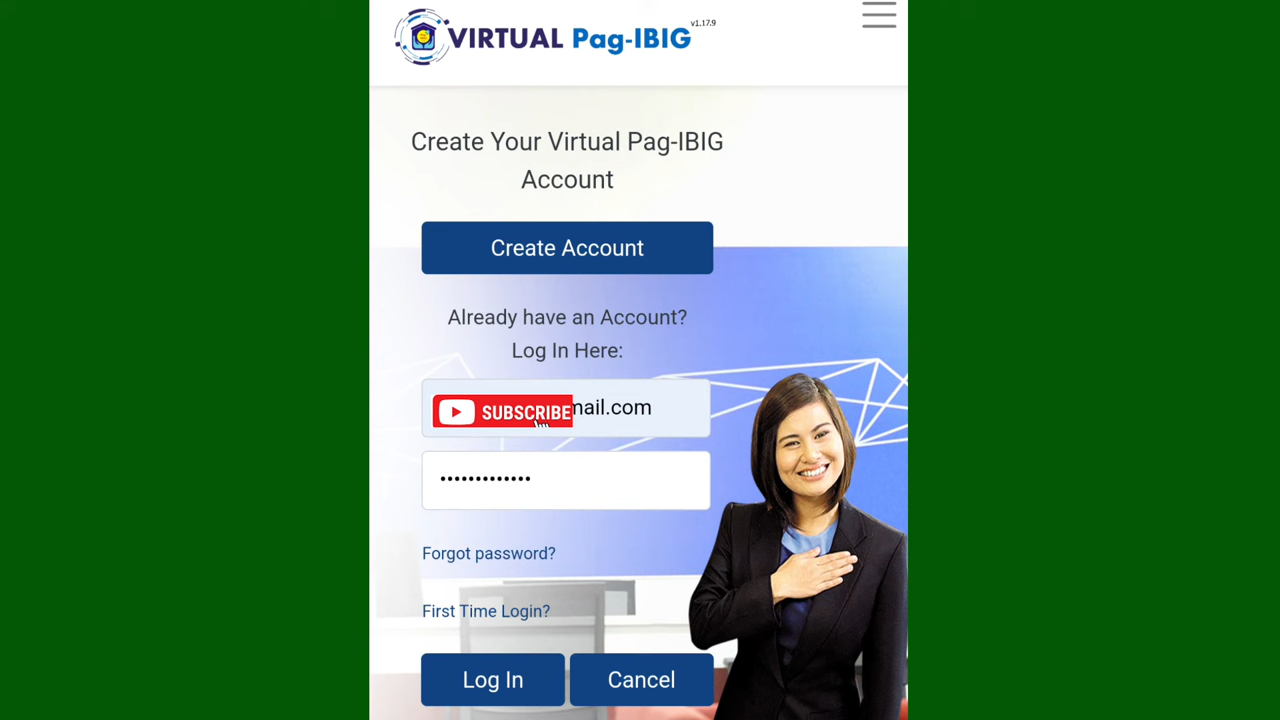 VIRTUAL Pag-IBIG v1.17.9
Create Your Virtual Pag-IBIG
Account
Create Account
Already have an Account?
Log In Here:
SUBSCRIBE mail.com
•••••••••••••
Forgot password?
First Time Login?
Log In Cancel